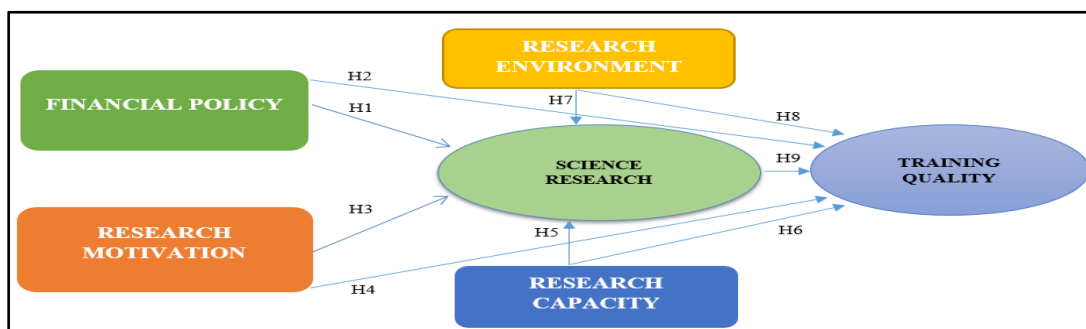 RESEARCH
ENVIRONMENT
H2
FINANCIAL POLICY
H1
H7
H8
SCIENCE
RESEARCH
H9
TRAINING
QUALITY
H3
RESEARCH
MOTIVATION
H5
H6
H4
RESEARCH
CAPACITY